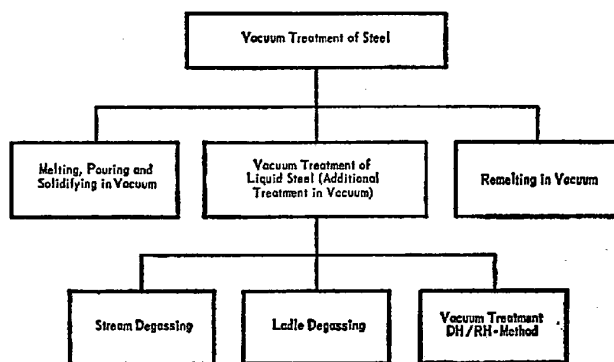 Vacuum Treatment of Steel
Melting, Pouring and
Solidifying in Vacuum
Vacuum Treatment of
Liquid Steel (Additional
Treatment in Vacuum)
Remelting in Vacuum
Stream Degassing
Ladle Degassing
Vacuum Treatment
DH/RH-Method